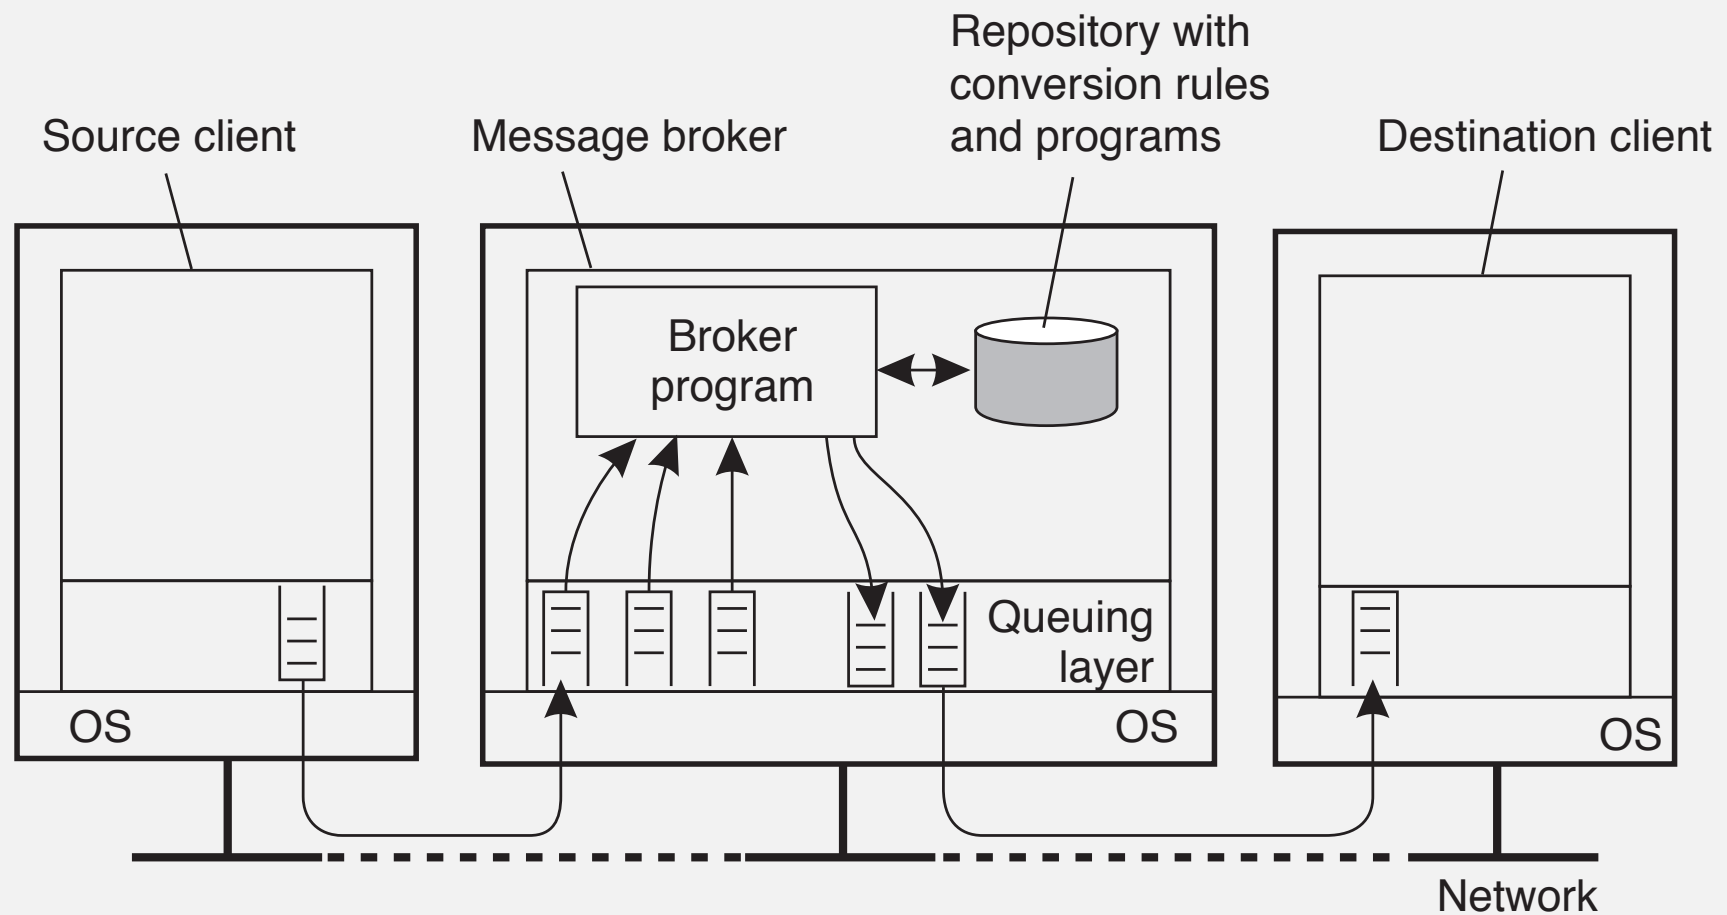 Source client
Message broker
Repository with
conversion rules
and programs
Destination client
Broker
program
Queuing
layer
OS
OS
OS
Network